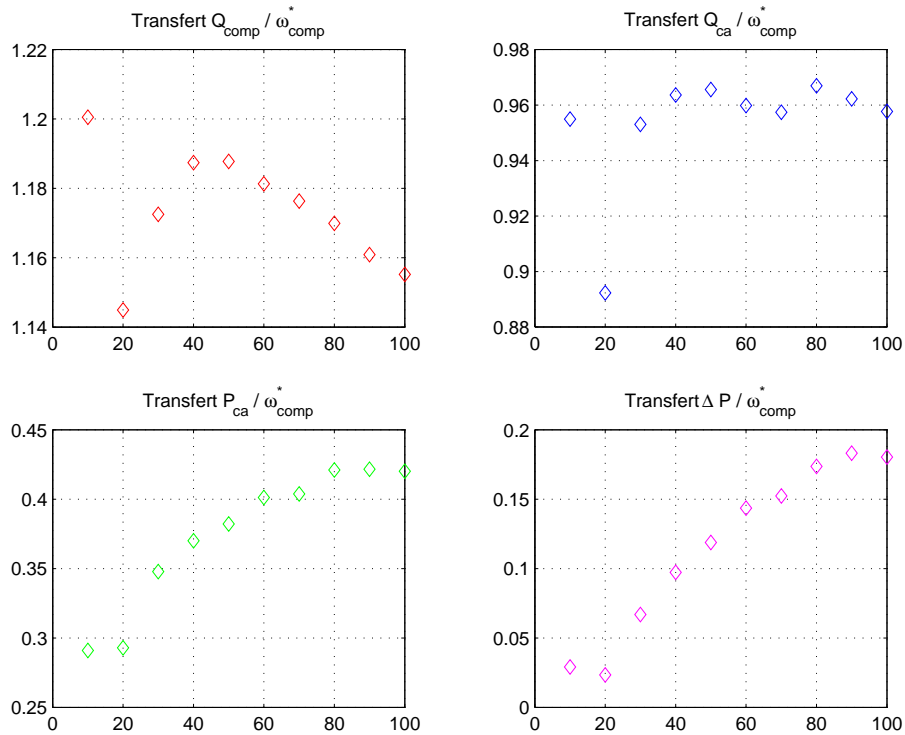 Transfert Q_comp / ω*_comp
1.22
1.2
1.18
1.16
1.14
0 20 40 60 80 100
Transfert Q_ca / ω*_comp
0.98
0.96
0.94
0.92
0.9
0.88
0 20 40 60 80 100
Transfert P_ca / ω*_comp
0.45
0.4
0.35
0.3
0.25
0 20 40 60 80 100
Transfert Δ P / ω*_comp
0.2
0.15
0.1
0.05
0
0 20 40 60 80 100